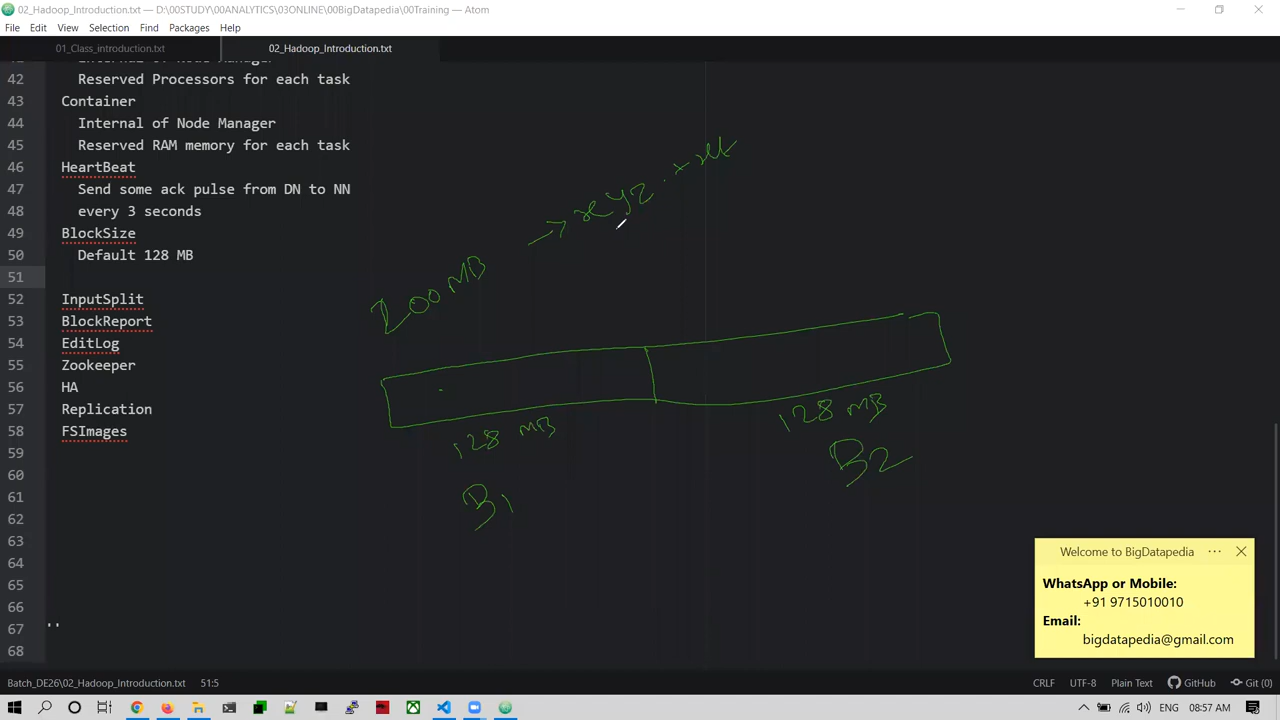 02_Hadoop_Introduction.txt — D:\00STUDY\00ANALYTICS\03ONLINE\00BigDatapedia\00Training — Atom
File Edit View Selection Find Packages Help
01_Class_introduction.txt 02_Hadoop_Introduction.txt
42 Reserved Processors for each task
43 Container
44 Internal of Node Manager
45 Reserved RAM memory for each task
46 HeartBeat
47 Send some ack pulse from DN to NN
48 every 3 seconds
49 BlockSize
50 Default 128 MB
51
52 InputSplit
53 BlockReport
54 EditLog
55 Zookeeper
56 HA
57 Replication
58 FSImages
59
60
61
62
63
64
65
66
67 ''
68
200 MB
128 MB
128 MB
B1
B2
Welcome to BigDatapedia
WhatsApp or Mobile:
+91 9715010010
Email:
bigdatapedia@gmail.com
Batch_DE26\02_Hadoop_Introduction.txt 51:5 CRLF UTF-8 Plain Text GitHub Git (0)
ENG 08:57 AM